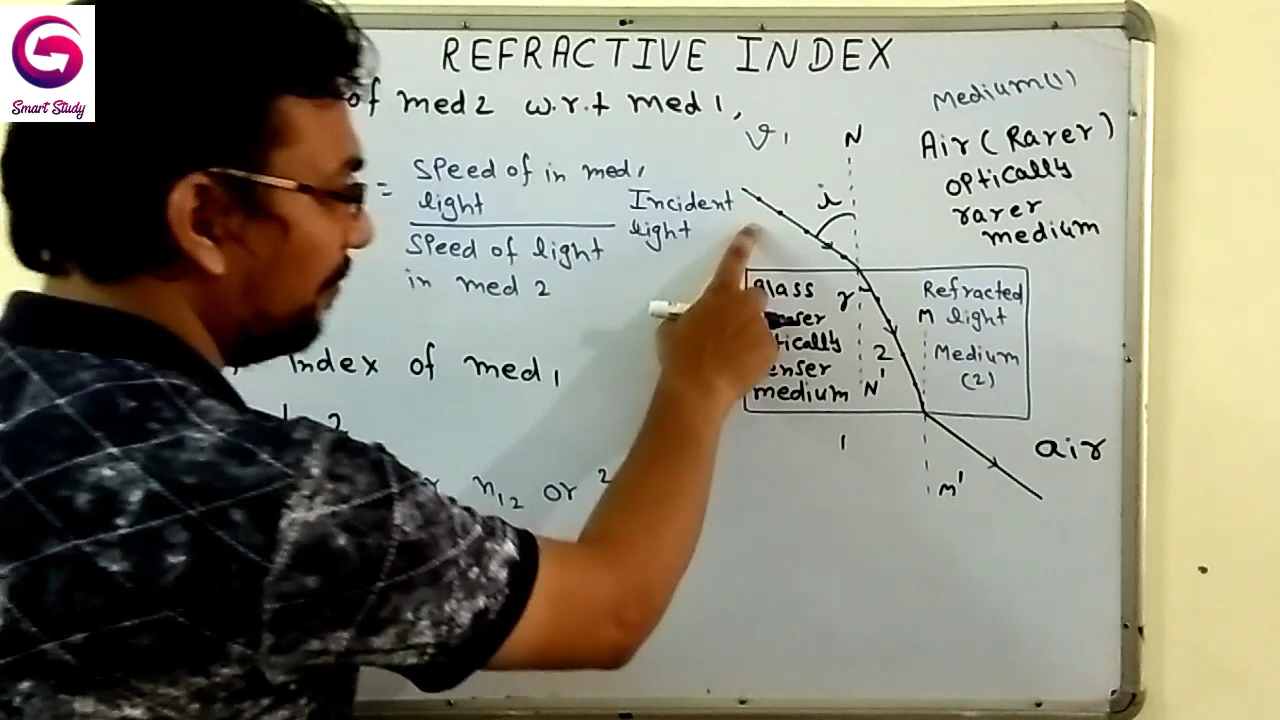 Smart Study
REFRACTIVE INDEX
of med 2 w.r.t med 1,
= Speed of in med 1
light
Speed of light
in med 2
Index of med 1
2
n12 or 2
Incident
light
v1
N
i
r
Medium (1)
Air (Rarer)
optically
rarer
medium
Glass
medium
2
N'
Refracted
M light
Medium
(2)
1
M'
air